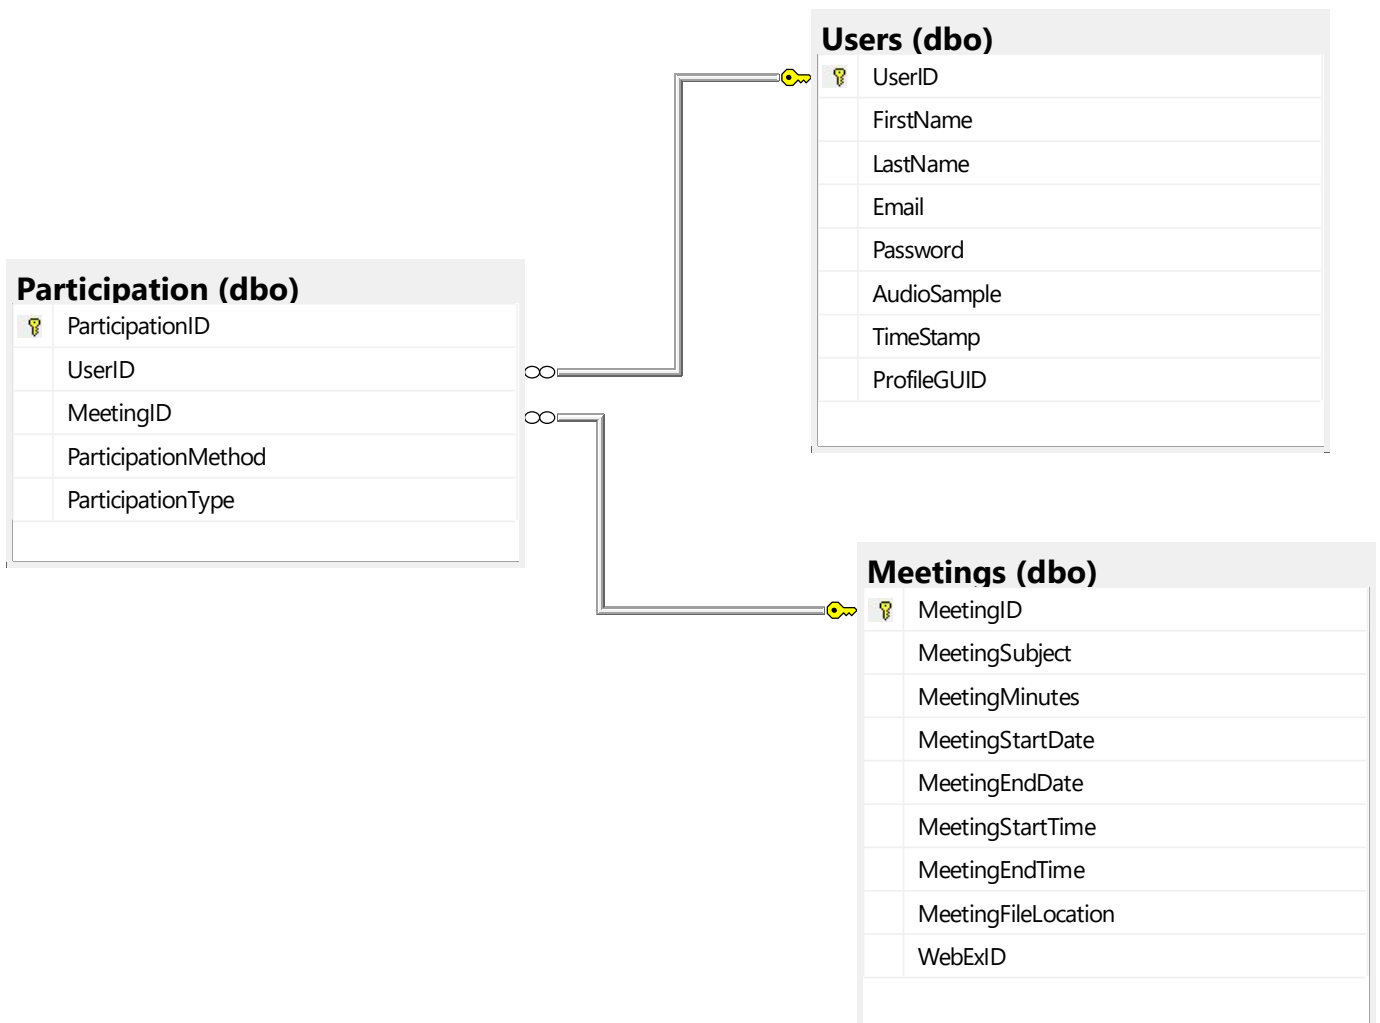 Users (dbo)
UserID
FirstName
LastName
Email
Password
AudioSample
TimeStamp
ProfileGUID
Participation (dbo)
ParticipationID
UserID
MeetingID
ParticipationMethod
ParticipationType
Meetings (dbo)
MeetingID
MeetingSubject
MeetingMinutes
MeetingStartDate
MeetingEndDate
MeetingStartTime
MeetingEndTime
MeetingFileLocation
WebExID